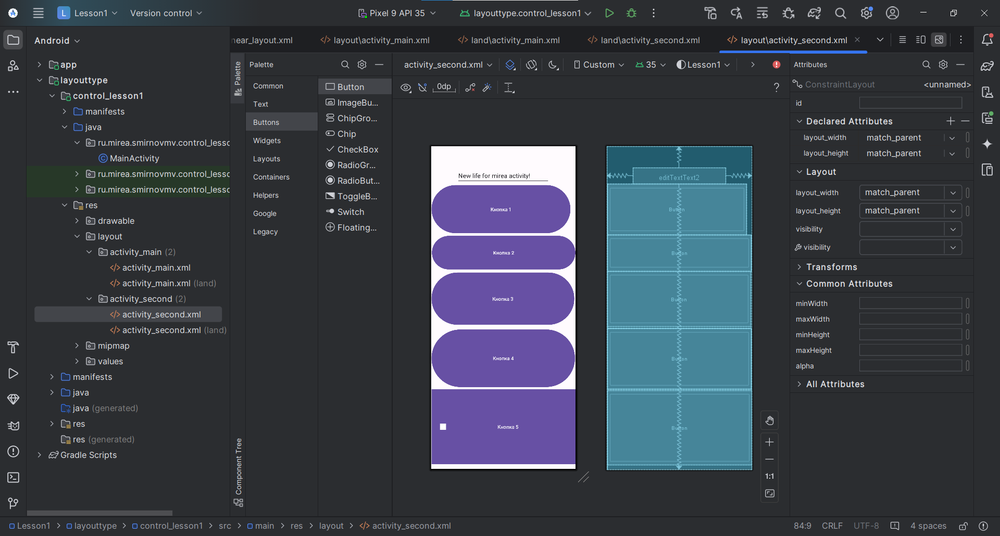 L Lesson1 Version control Pixel 9 API 35 layouttype.control_lesson1
Android
app
layouttype
control_lesson1
manifests
java
ru.mirea.smirnovmv.control_lesso
MainActivity
ru.mirea.smirnovmv.control_lesso
ru.mirea.smirnovmv.control_lesso
res
drawable
layout
activity_main (2)
</> activity_main.xml
</> activity_main.xml (land)
activity_second (2)
</> activity_second.xml
</> activity_second.xml (land)
mipmap
values
manifests
java
java (generated)
res
res (generated)
Gradle Scripts
near_layout.xml </> layout\activity_main.xml </> land\activity_main.xml </> land\activity_second.xml </> layout\activity_second.xml
Palette
Component Tree
Palette
Common
Text
Buttons
Widgets
Layouts
Containers
Helpers
Google
Legacy
Button
ImageBu...
ChipGro...
Chip
CheckBox
RadioGr...
RadioBut...
ToggleB...
Switch
Floating...
activity_second.xml Custom 35 Lesson1
0dp ?
New life for mirea activity!
Кнопка 1
Кнопка 2
Кнопка 3
Кнопка 4
Кнопка 5
editTextText2
Button
Button
Button
Button
Button
1:1
Attributes
ConstraintLayout <unnamed>
id
Declared Attributes
layout_width match_parent
layout_height match_parent
Layout
layout_width match_parent
layout_height match_parent
visibility
visibility
Transforms
Common Attributes
minWidth
maxWidth
minHeight
maxHeight
alpha
All Attributes
Lesson1 > layouttype > control_lesson1 > src > main > res > layout > </> activity_second.xml 84:9 CRLF UTF-8 4 spaces